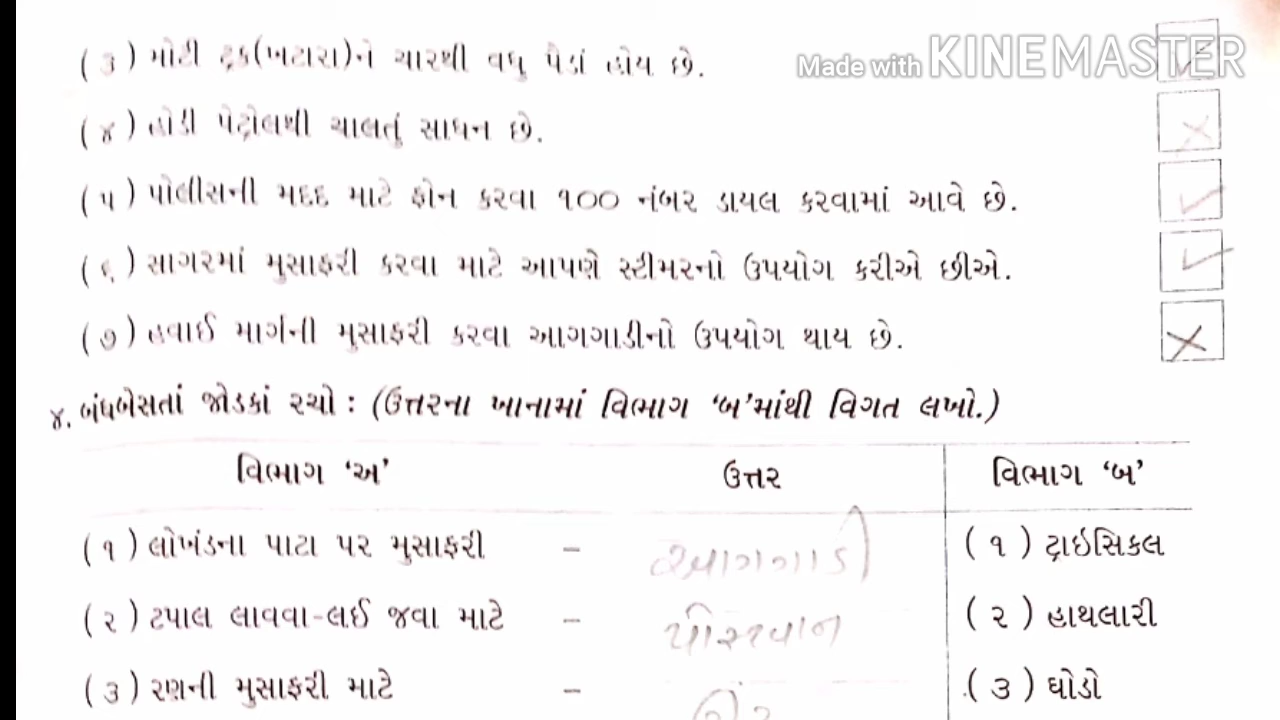 (૩) મોટી ટ્રક(ખટારા)ને ચારથી વધુ પૈડાં હોય છે. ✓
Made with KINEMASTER
(૪) હોડી પેટ્રોલથી ચાલતું સાધન છે. ×
(૫) પોલીસની મદદ માટે ફોન કરવા ૧૦૦ નંબર ડાયલ કરવામાં આવે છે. ✓
(૬) સાગરમાં મુસાફરી કરવા માટે આપણે સ્ટીમરનો ઉપયોગ કરીએ છીએ. ✓
(૭) હવાઈ માર્ગની મુસાફરી કરવા આગગાડીનો ઉપયોગ થાય છે. ×
૪. બંધબેસતાં જોડકાં રચો : (ઉત્તરના ખાનામાં વિભાગ ‘બ’માંથી વિગત લખો.)
વિભાગ ‘અ’ ઉત્તર વિભાગ ‘બ’
(૧) લોખંડના પાટા પર મુસાફરી – આગગાડી (૧) ટ્રાઇસિકલ
(૨) ટપાલ લાવવા-લઈ જવા માટે – પોસ્ટવાન (૨) હાથલારી
(૩) રણની મુસાફરી માટે – (૩) ઘોડો